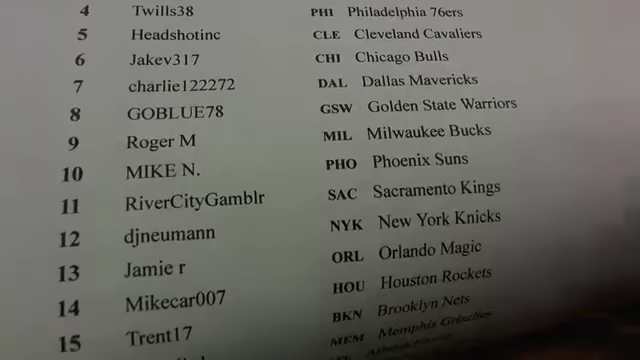 4 Twills38 PHI Philadelphia 76ers
5 Headshotinc CLE Cleveland Cavaliers
6 Jakev317 CHI Chicago Bulls
7 charlie122272 DAL Dallas Mavericks
8 GOBLUE78 GSW Golden State Warriors
9 Roger M MIL Milwaukee Bucks
10 MIKE N. PHO Phoenix Suns
11 RiverCityGamblr SAC Sacramento Kings
12 djneumann NYK New York Knicks
13 Jamie r ORL Orlando Magic
14 Mikecar007 HOU Houston Rockets
15 Trent17 BKN Brooklyn Nets
MEM Memphis Grizzlies